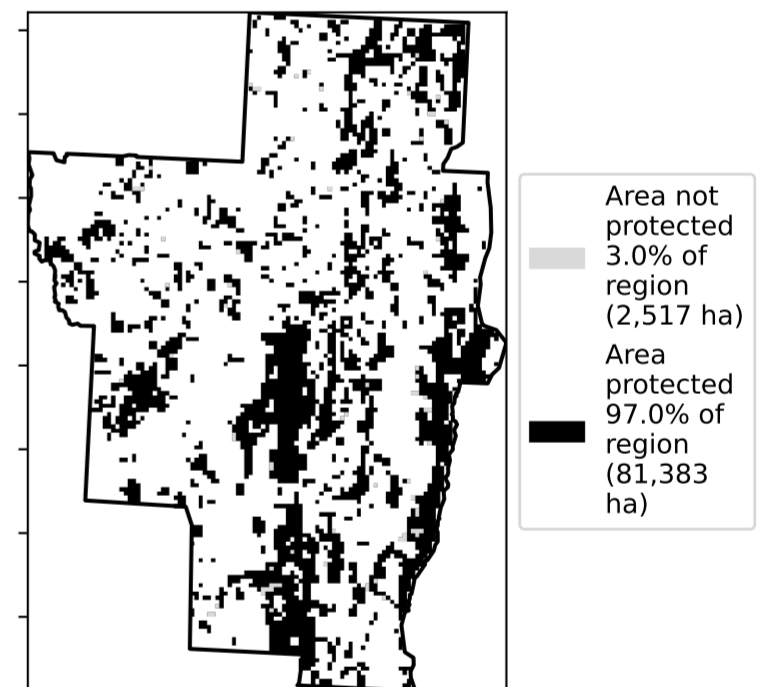 Area not
protected
3.0% of
region
(2,517 ha)
Area
protected
97.0% of
region
(81,383
ha)